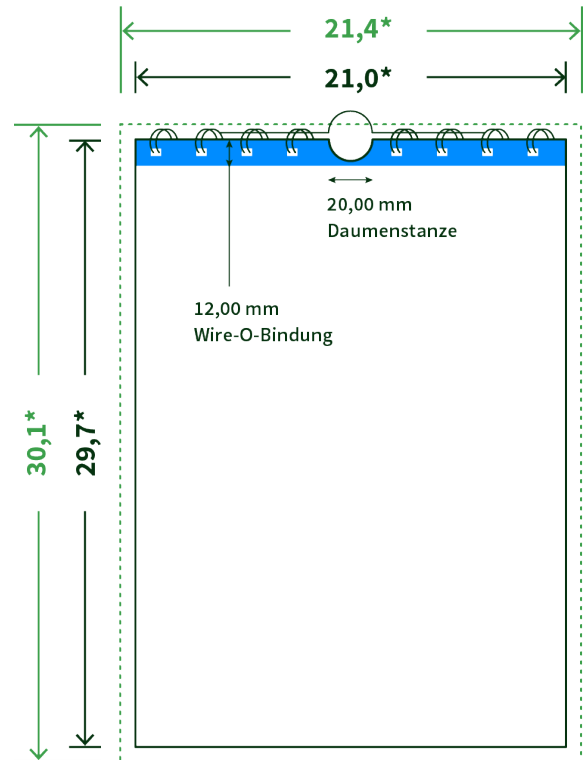 21,4*
21,0*
20,00 mm
Daumenstanze
12,00 mm
Wire-O-Bindung
30,1*
29,7*